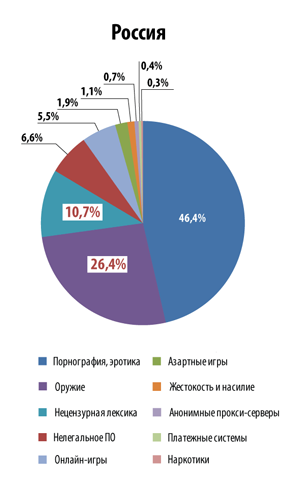 Россия
0,4%
0,7%
0,3%
1,1%
1,9%
5,5%
6,6%
10,7%
46,4%
26,4%
Порнография, эротика
Азартные игры
Оружие
Жестокость и насилие
Нецензурная лексика
Анонимные прокси-серверы
Нелегальное ПО
Платежные системы
Онлайн-игры
Наркотики